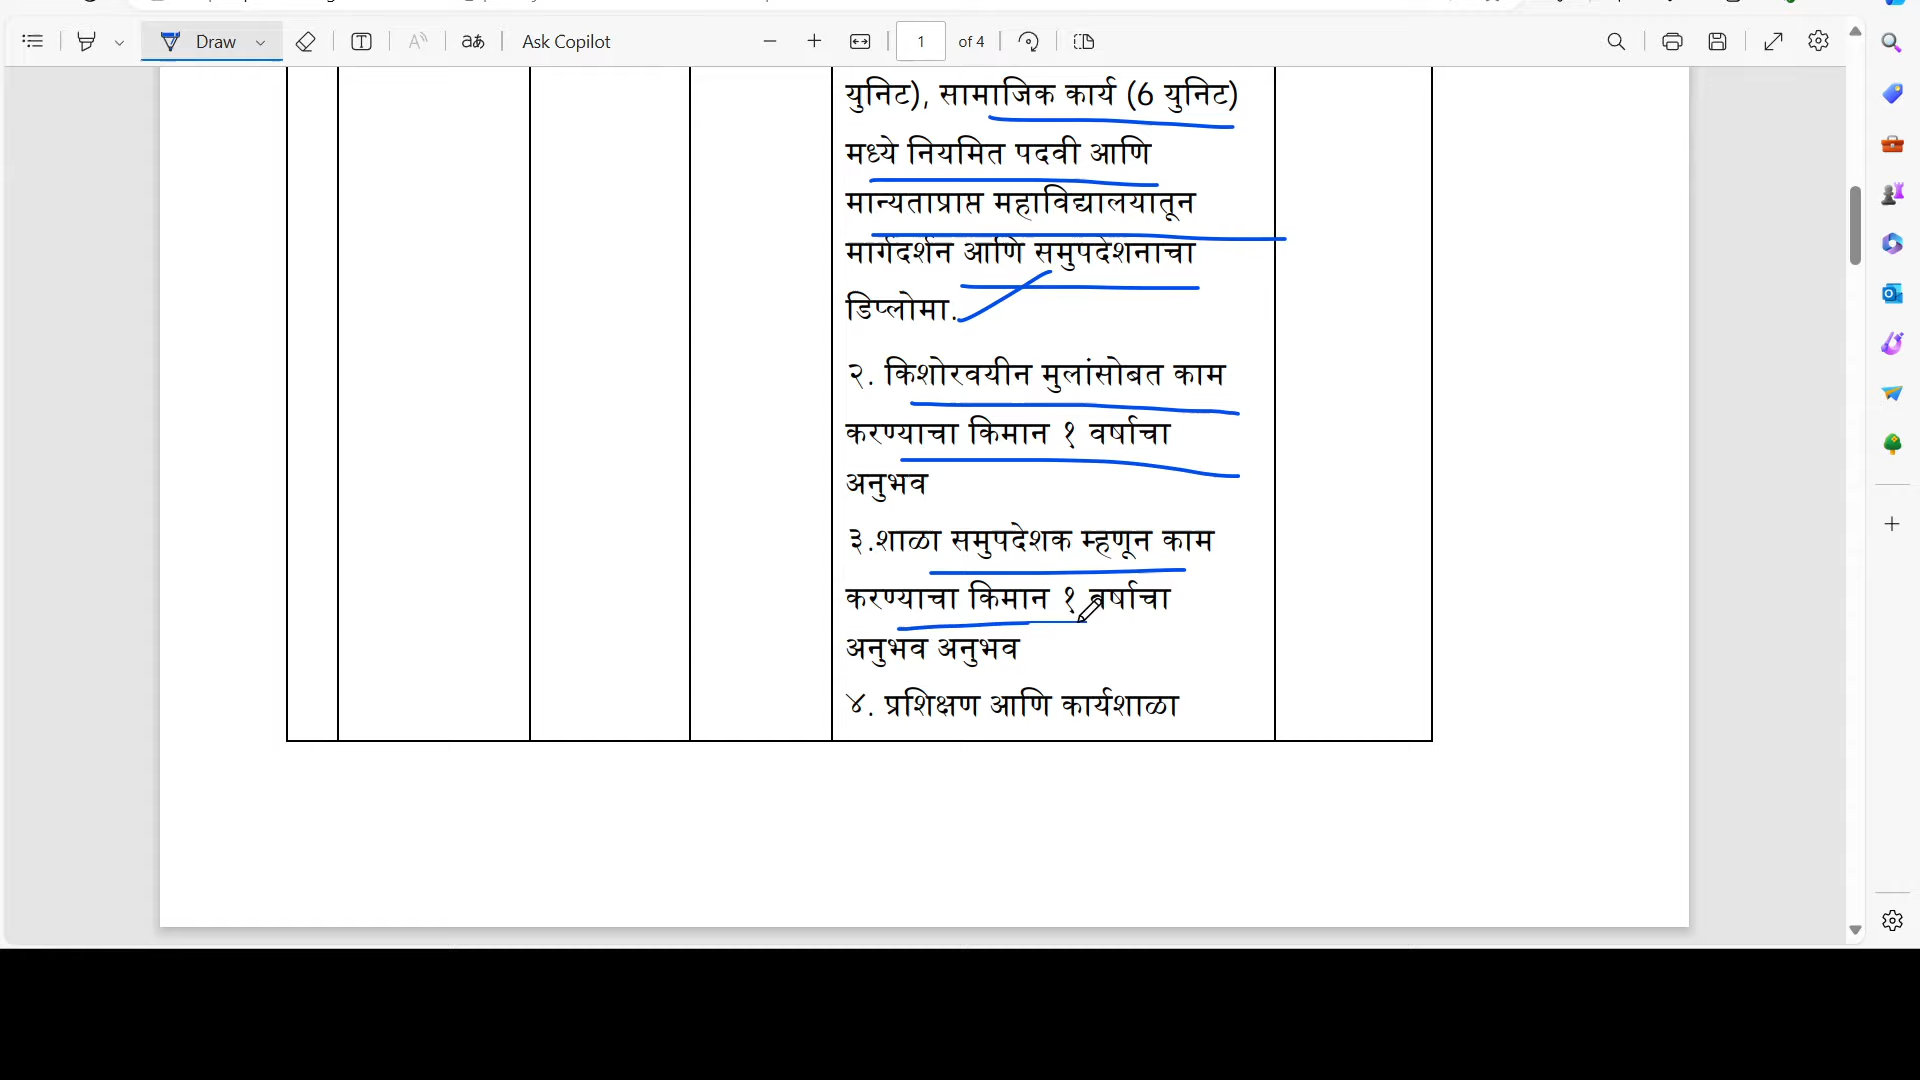 Draw
aあ
Ask Copilot
1
of 4
युनिट), सामाजिक कार्य (6 युनिट)
मध्ये नियमित पदवी आणि
मान्यताप्राप्त महाविद्यालयातून
मार्गदर्शन आणि समुपदेशनाचा
डिप्लोमा.
२. किशोरवयीन मुलांसोबत काम
करण्याचा किमान १ वर्षाचा
अनुभव
३.शाळा समुपदेशक म्हणून काम
करण्याचा किमान १ वर्षाचा
अनुभव अनुभव
४. प्रशिक्षण आणि कार्यशाळा